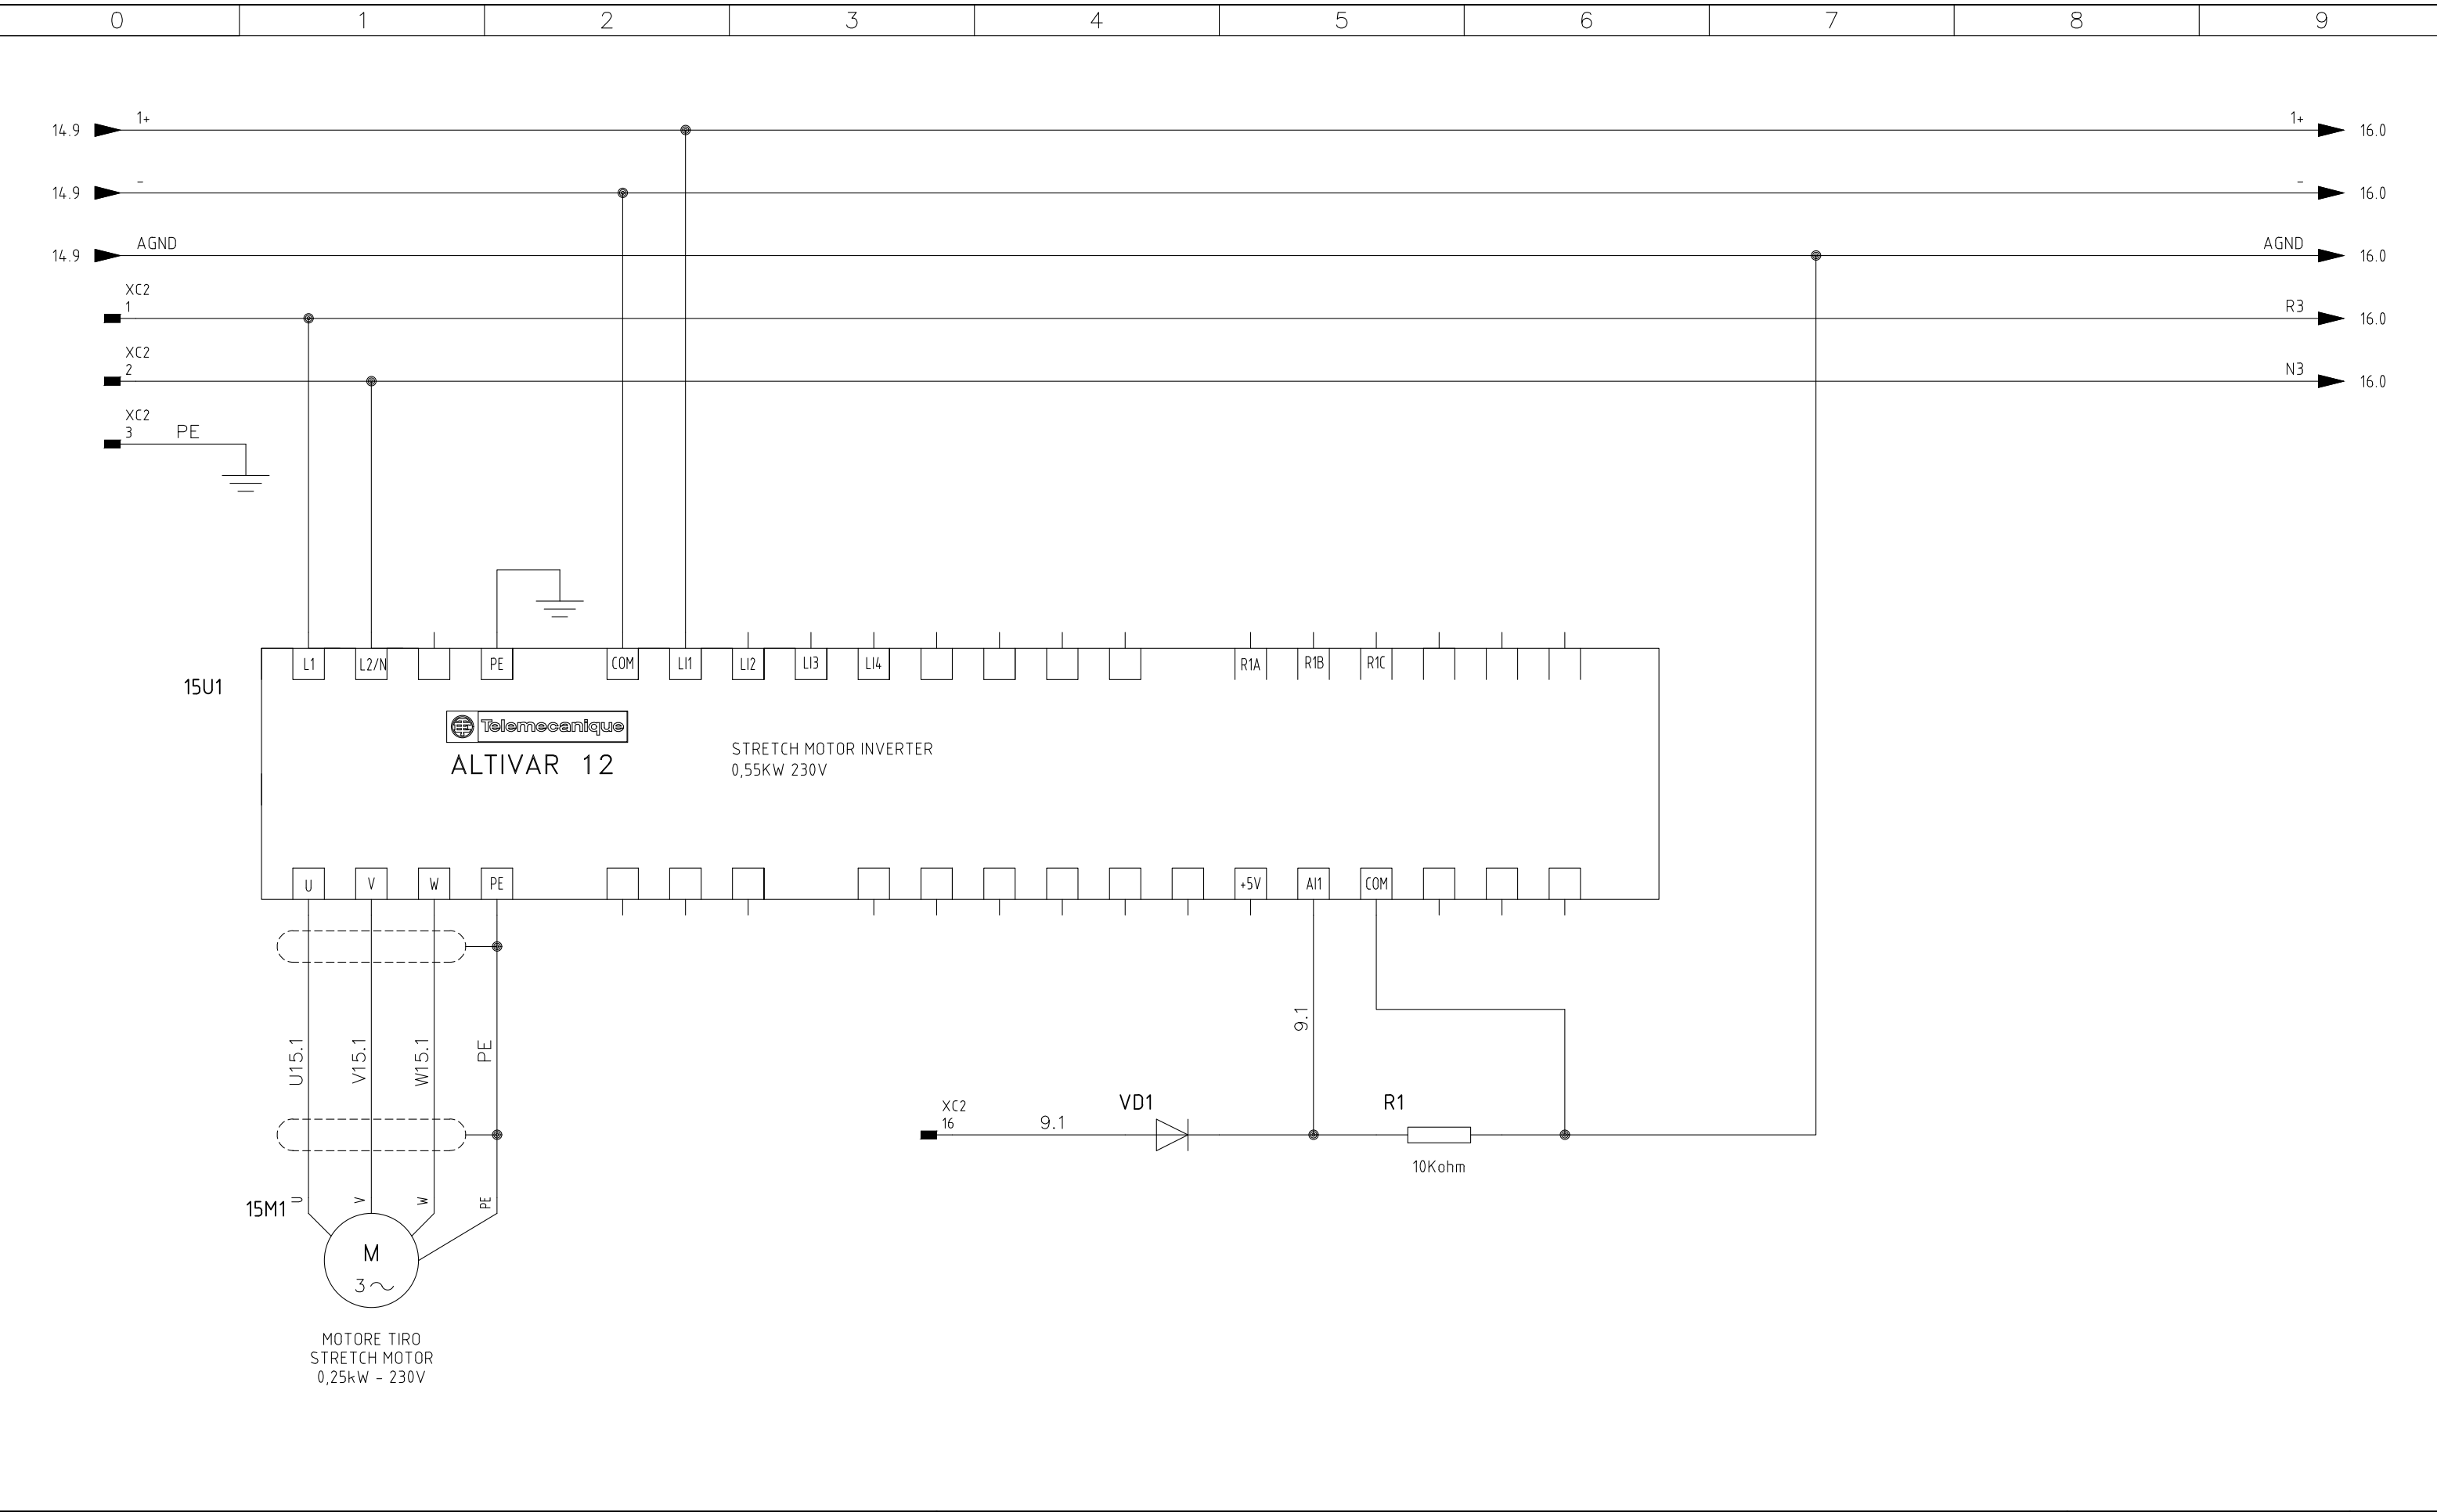 0 1 2 3 4 5 6 7 8 9
1+ 1+
14.9 16.0
- -
14.9 16.0
AGND AGND
14.9 16.0
XC2
1 R3
16.0
XC2
2 N3
16.0
XC2
3 PE
L1 L2/N PE COM LI1 LI2 LI3 LI4 R1A R1B R1C
15U1
Telemecanique
ALTIVAR 12
STRETCH MOTOR INVERTER
0,55KW 230V
U V W PE +5V AI1 COM
9.1
U15.1 V15.1 W15.1 PE
XC2
16 9.1 VD1 R1
10Kohm
15M1 U V W PE
M
3~
MOTORE TIRO
STRETCH MOTOR
0,25kW - 230V